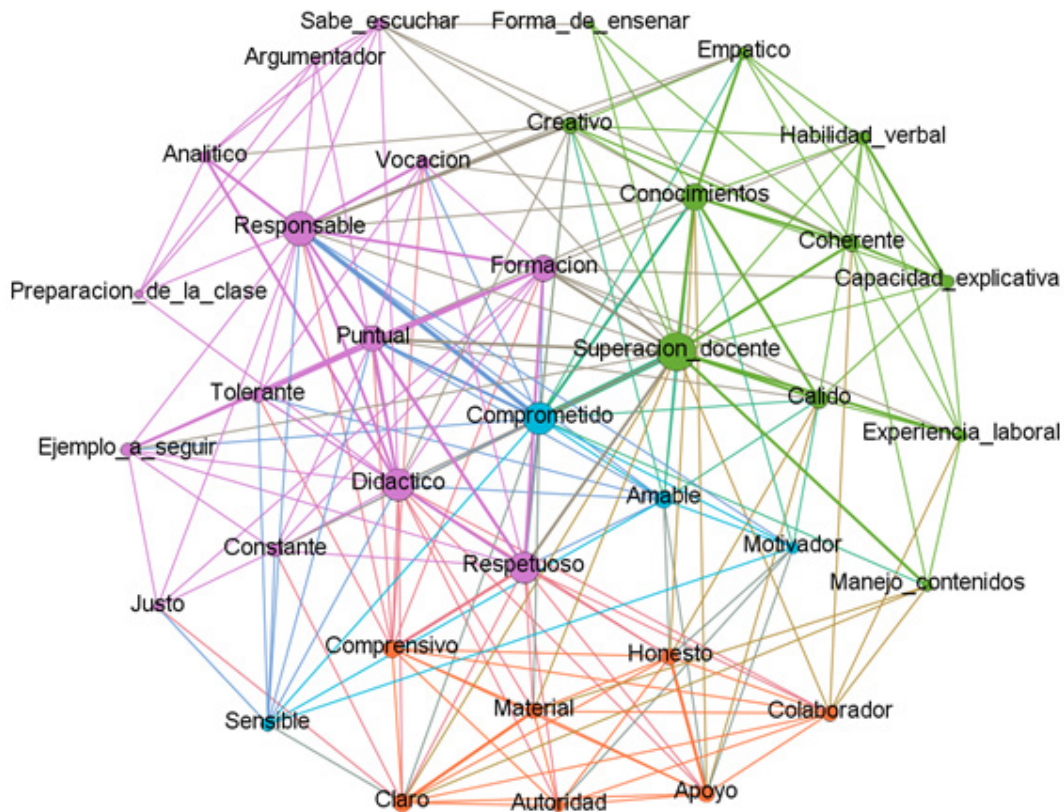 Sabe_escuchar
Forma_de_ensenar
Argumentador
Empatico
Creativo
Habilidad_verbal
Analitico
Vocacion
Conocimientos
Responsable
Coherente
Formacion
Capacidad_explicativa
Preparacion_de_la_clase
Puntual
Superacion_docente
Tolerante
Calido
Comprometido
Experiencia_laboral
Ejemplo_a_seguir
Didactico
Amable
Constante
Motivador
Respetuoso
Manejo_contenidos
Justo
Comprensivo
Honesto
Material
Colaborador
Sensible
Claro
Autoridad
Apoyo